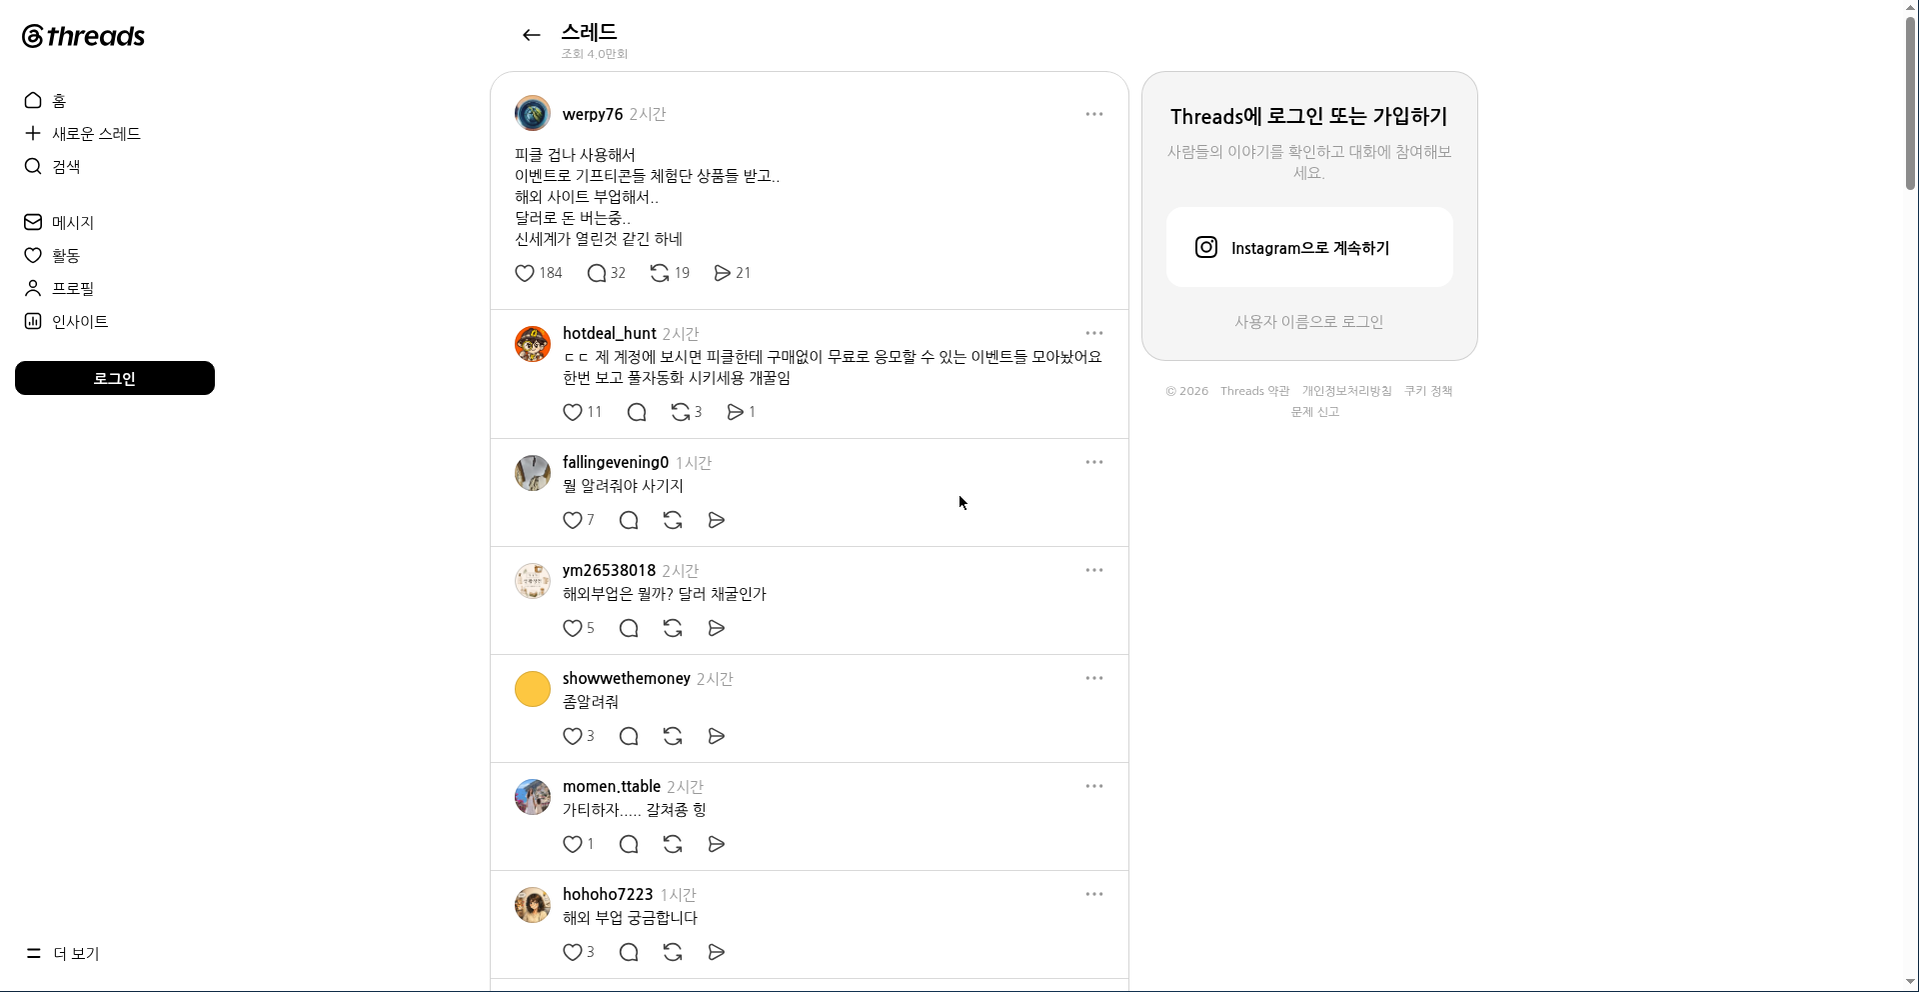 threads
홈
새로운 스레드
검색
메시지
활동
프로필
인사이트
로그인
더 보기
스레드
조회 4.0만회
werpy76 2시간
피클 겁나 사용해서
이벤트로 기프티콘들 체험단 상품들 받고..
해외 사이트 부업해서..
달러로 돈 버는중..
신세계가 열린것 같긴 하네
184 32 19 21
hotdeal_hunt 2시간
ㄷㄷ 제 계정에 보시면 피클한테 구매없이 무료로 응모할 수 있는 이벤트들 모아놨어요
한번 보고 풀자동화 시키세용 개꿀임
11 3 1
fallingevening0 1시간
뭘 알려줘야 사기지
7
ym26538018 2시간
해외부업은 뭘까? 달러 채굴인가
5
showwethemoney 2시간
좀알려줘
3
momen.ttable 2시간
가티하자..... 갈쳐죵 힝
1
hohoho7223 1시간
해외 부업 궁금합니다
3
Threads에 로그인 또는 가입하기
사람들의 이야기를 확인하고 대화에 참여해보
세요.
Instagram으로 계속하기
사용자 이름으로 로그인
© 2026 Threads 약관 개인정보처리방침 쿠키 정책
문제 신고